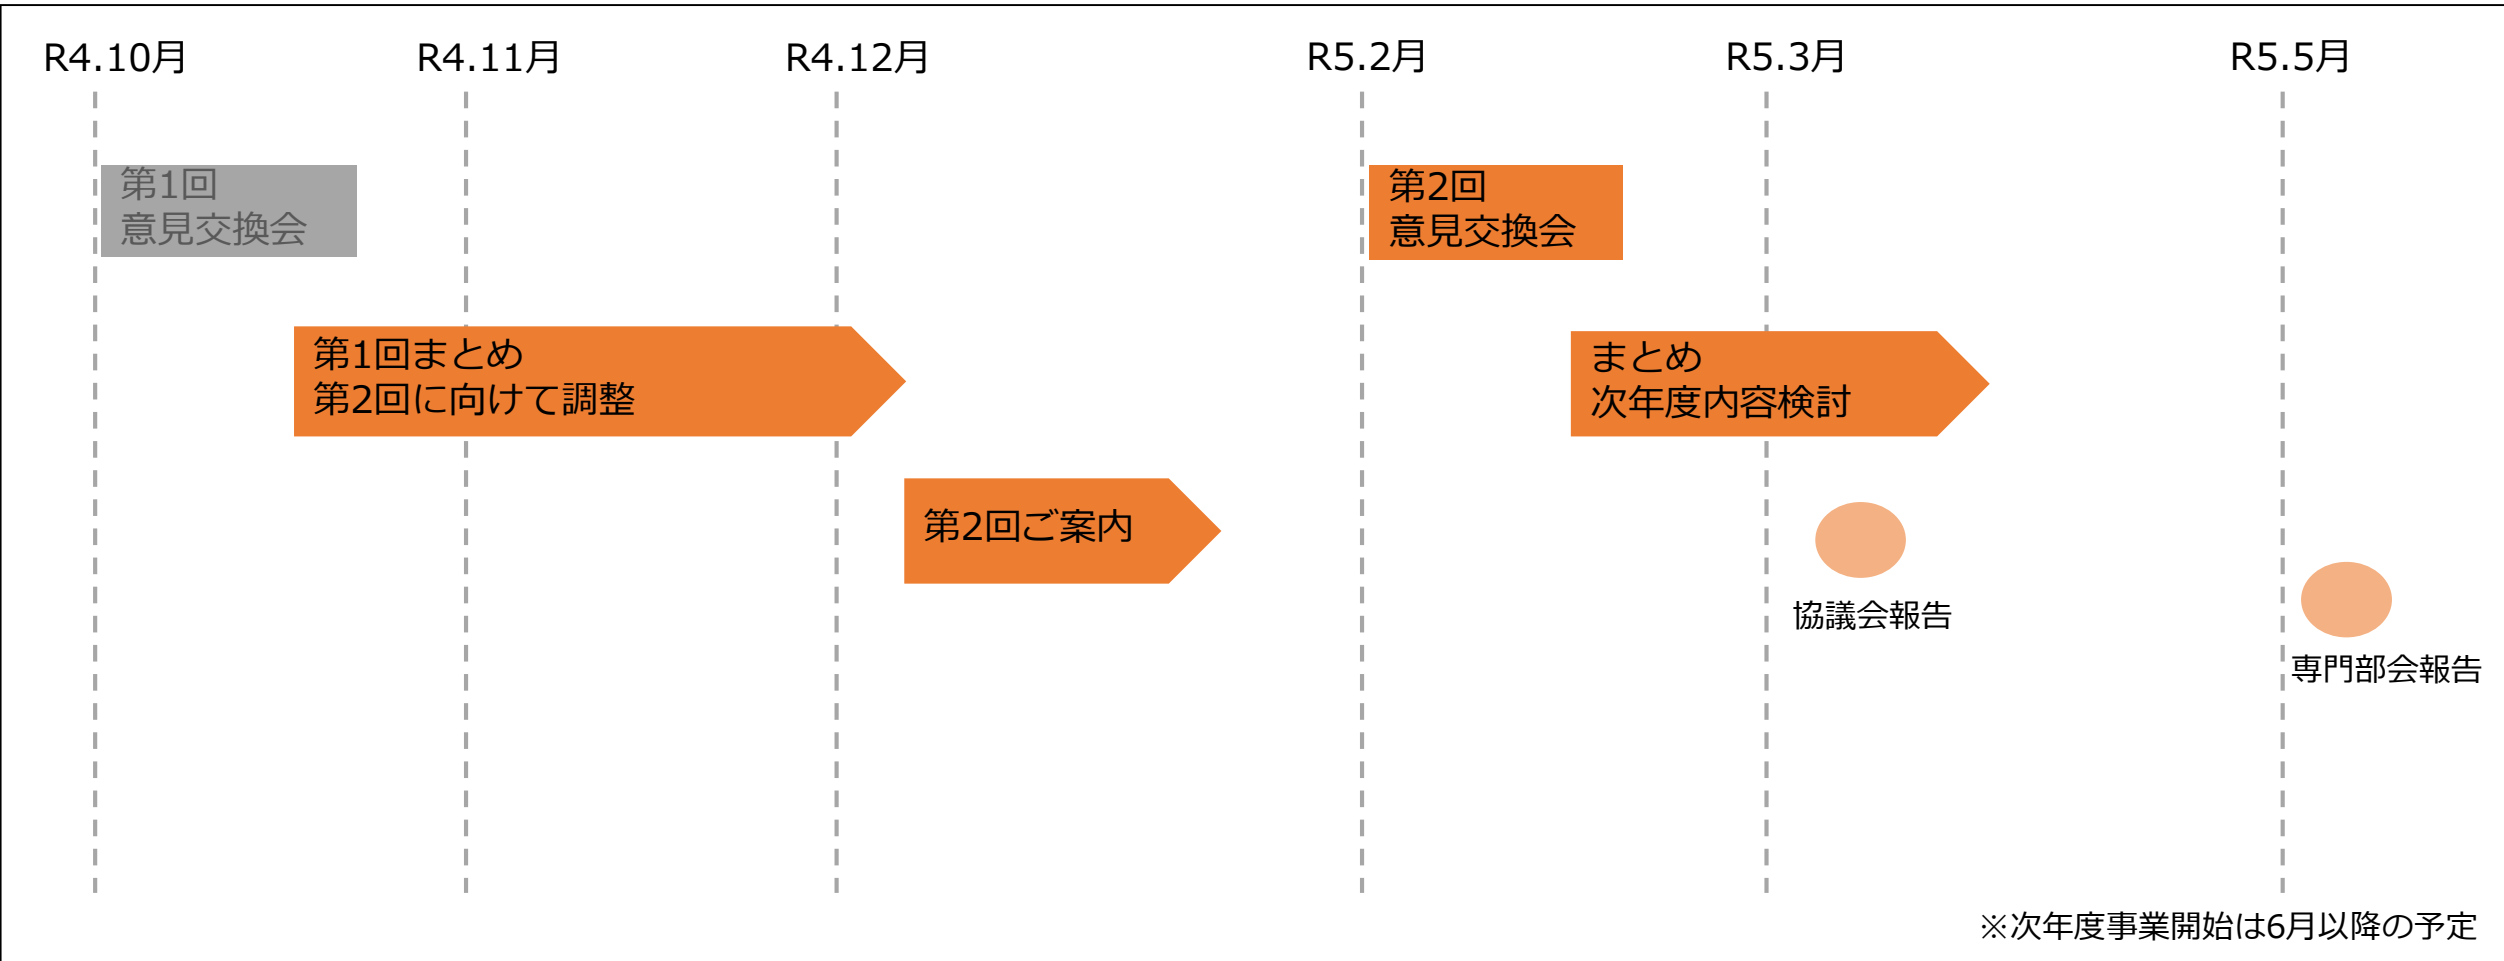 R4.10月
R4.11月
R4.12月
R5.2月
R5.3月
R5.5月
第1回
意見交換会
第2回
意見交換会
第1回まとめ
第2回に向けて調整
まとめ
次年度内容検討
第2回ご案内
協議会報告
専門部会報告
※次年度事業開始は6月以降の予定